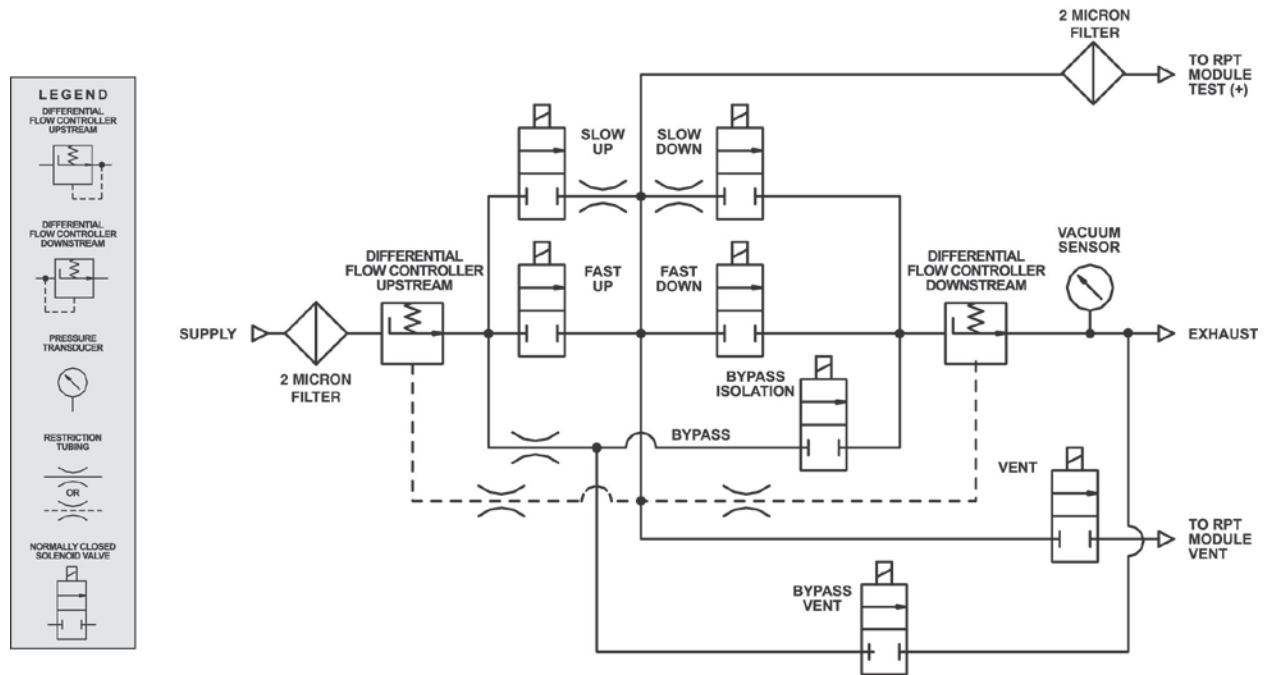 LEGEND
DIFFERENTIAL
FLOW CONTROLLER
UPSTREAM
DIFFERENTIAL
FLOW CONTROLLER
DOWNSTREAM
PRESSURE
TRANSDUCER
RESTRICTION
TUBING
OR
NORMALLY CLOSED
SOLENOID VALVE
2 MICRON
FILTER
TO RPT
MODULE
TEST (+)
SLOW
UP
SLOW
DOWN
DIFFERENTIAL
FLOW CONTROLLER
UPSTREAM
FAST
UP
FAST
DOWN
DIFFERENTIAL
FLOW CONTROLLER
DOWNSTREAM
VACUUM
SENSOR
SUPPLY
2 MICRON
FILTER
EXHAUST
BYPASS
ISOLATION
BYPASS
VENT
TO RPT
MODULE
VENT
BYPASS
VENT